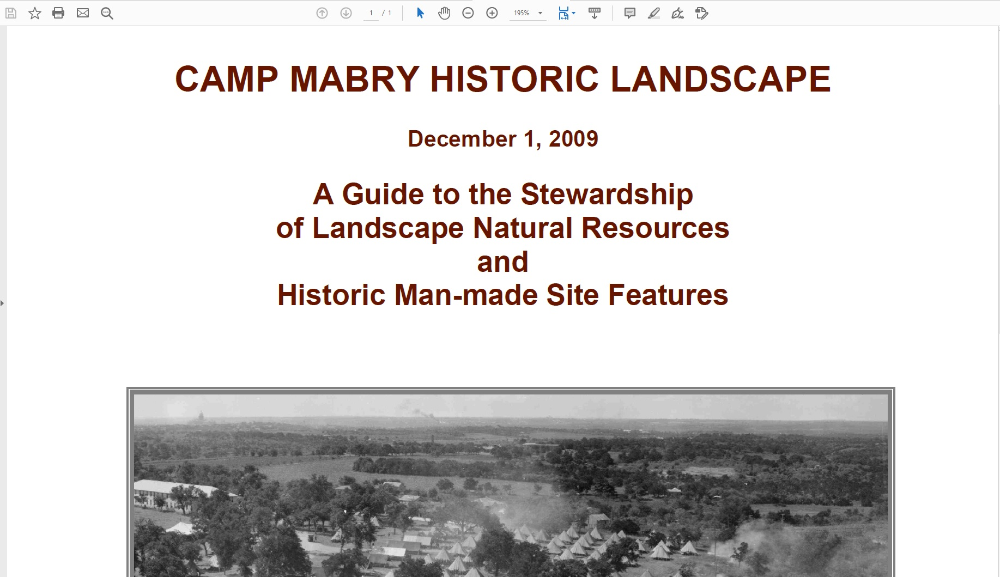 1 / 1 195%
CAMP MABRY HISTORIC LANDSCAPE
December 1, 2009
A Guide to the Stewardship
of Landscape Natural Resources
and
Historic Man-made Site Features